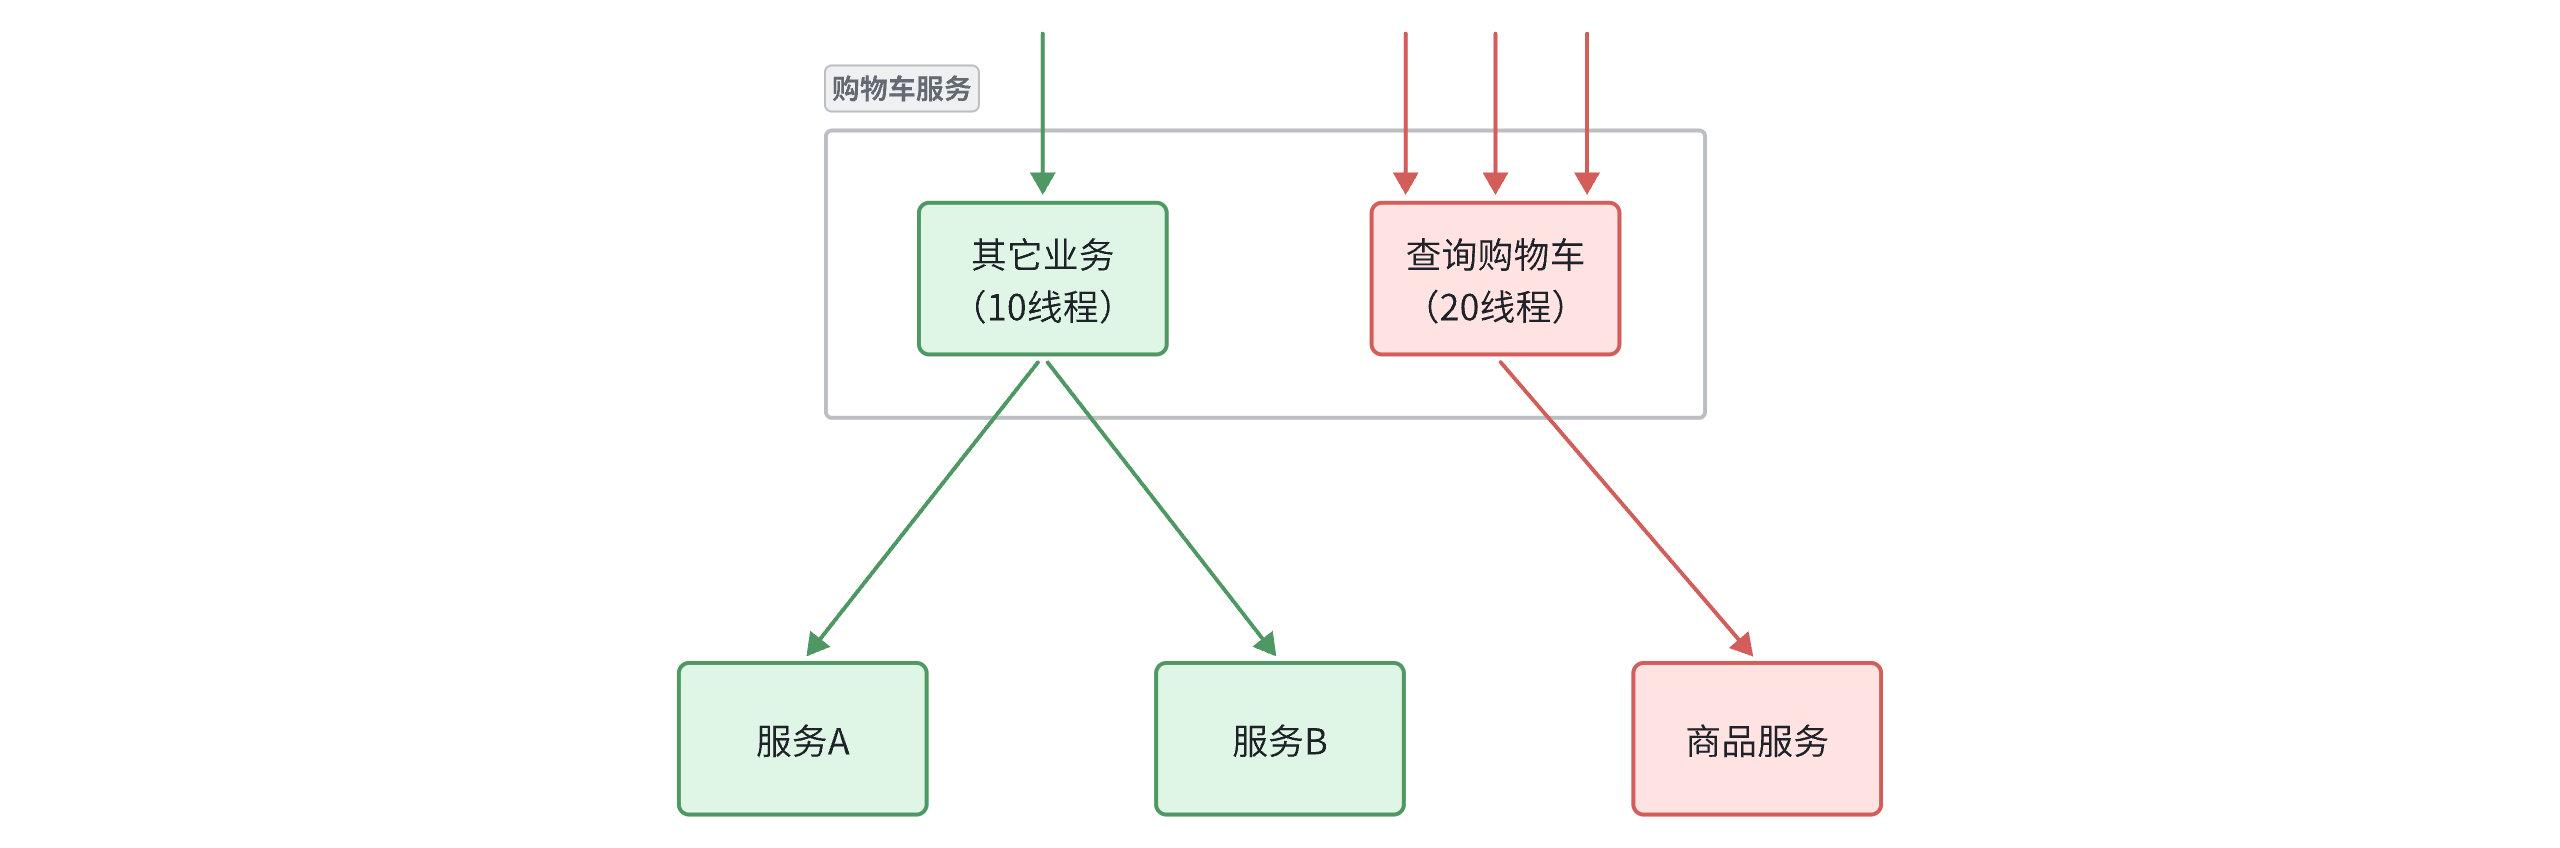 购物车服务
其它业务
（10线程）
查询购物车
（20线程）
服务A
服务B
商品服务